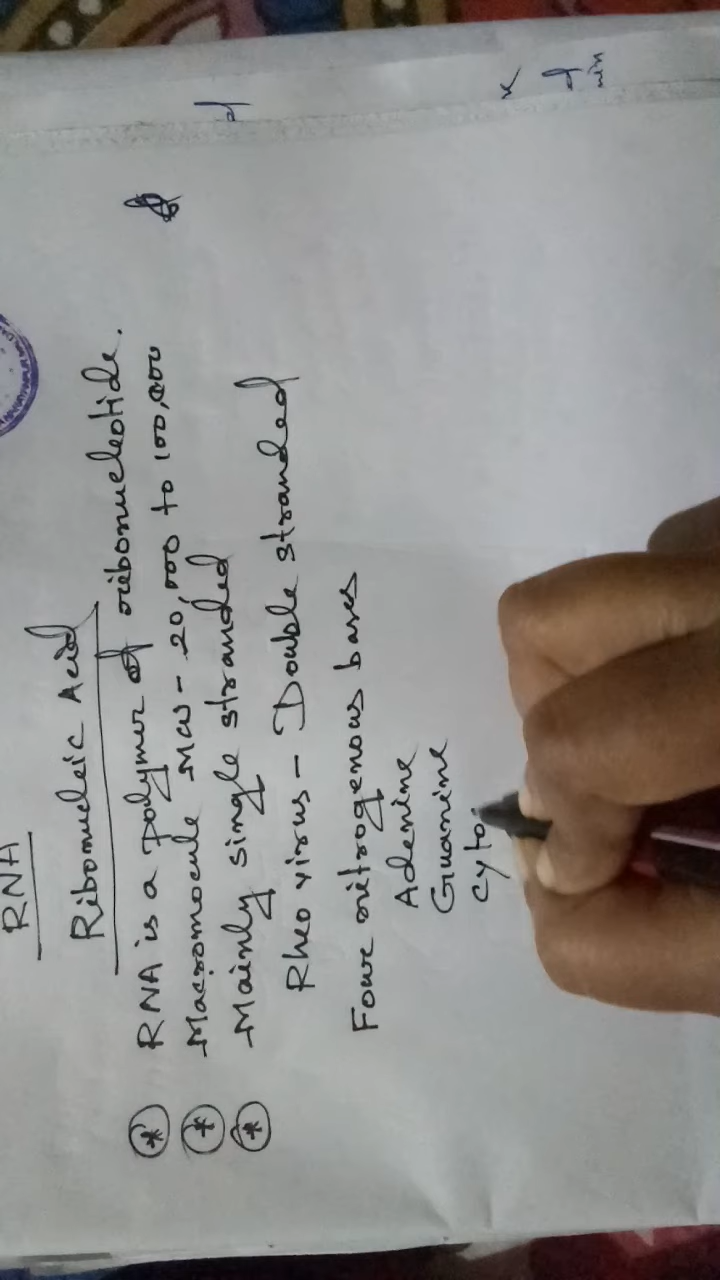 RNA
Ribonucleic Acid
* RNA is a polymer of ribonucleotide.
* Macromocule MW - 20,000 to 100,000
* Mainly single stranded
Rheo virus - Double stranded
Four nitrogenous bases
Adenine
Guanine
Cyto